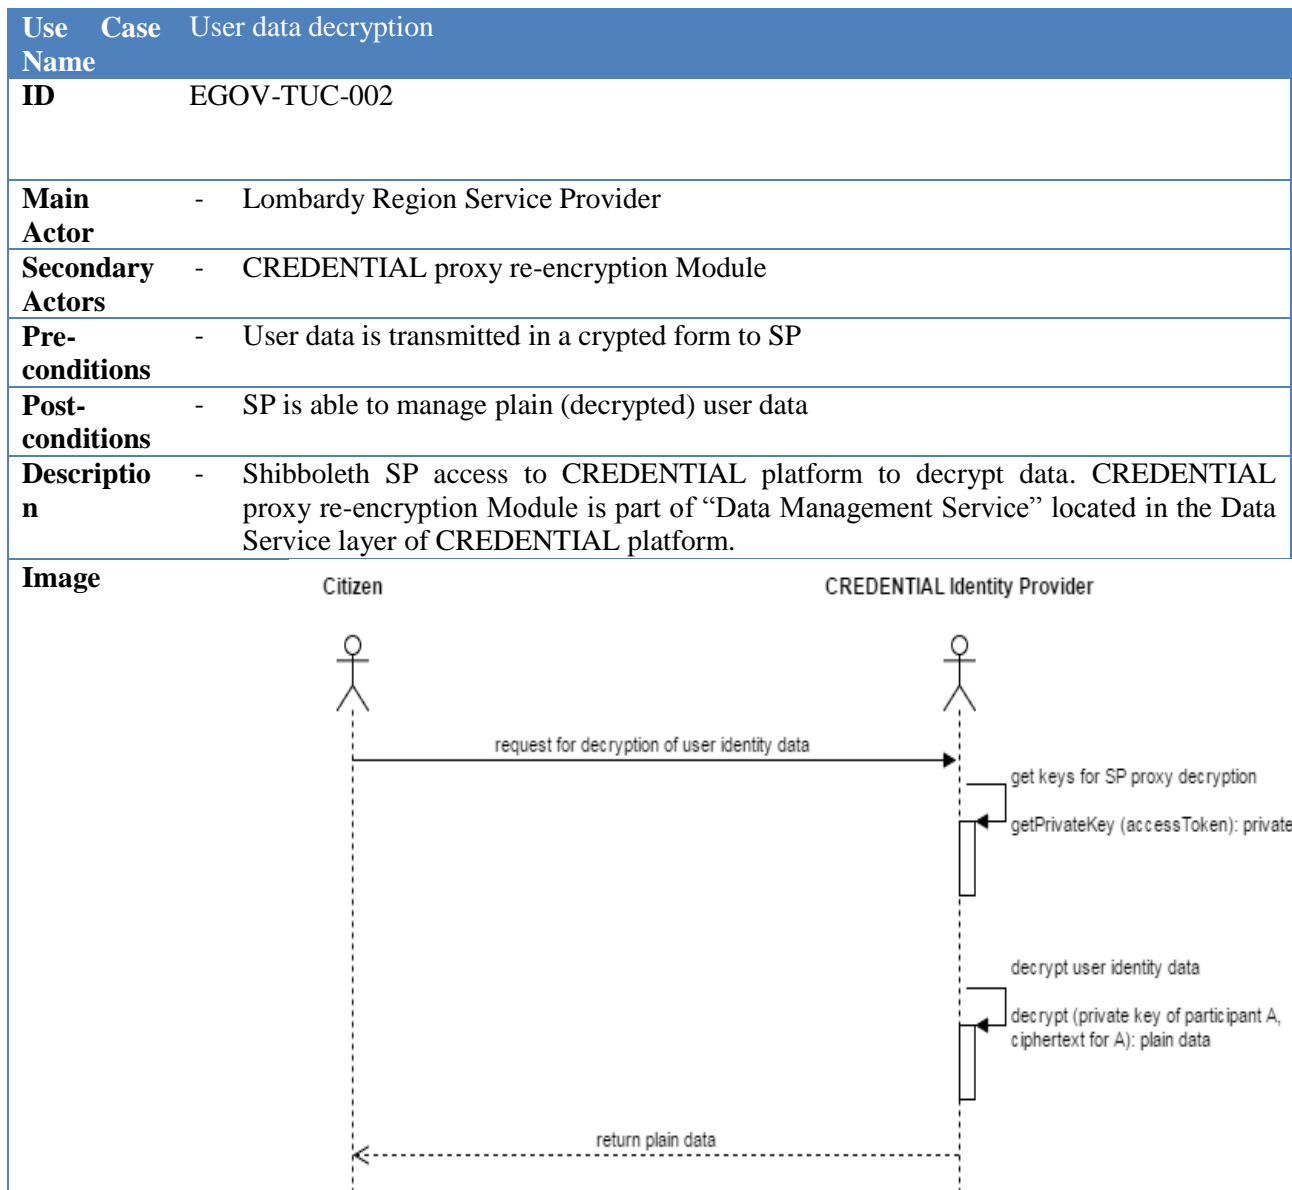 Use Case User data decryption
Name
ID EGOV-TUC-002
Main - Lombardy Region Service Provider
Actor
Secondary - CREDENTIAL proxy re-encryption Module
Actors
Pre- - User data is transmitted in a crypted form to SP
conditions
Post- - SP is able to manage plain (decrypted) user data
conditions
Descriptio - Shibboleth SP access to CREDENTIAL platform to decrypt data. CREDENTIAL
n proxy re-encryption Module is part of “Data Management Service” located in the Data
Service layer of CREDENTIAL platform.
Image
Citizen CREDENTIAL Identity Provider
request for decryption of user identity data
get keys for SP proxy decryption
getPrivateKey (accessToken): private
decrypt user identity data
decrypt (private key of participant A,
ciphertext for A): plain data
return plain data